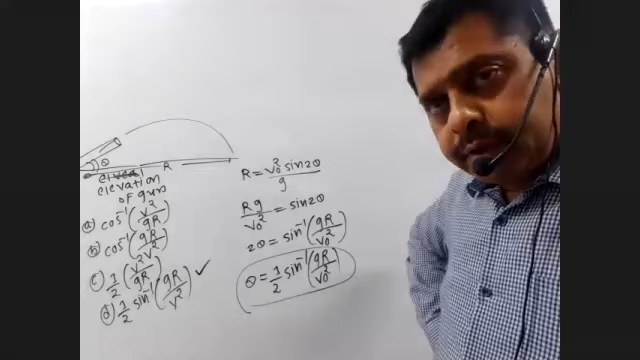 θ
R
elevation
of gun
(a) cos⁻¹(v²/gR)
(b) cos⁻¹(gR/2v²)
(c) 1/2(v²/gR)
(d) 1/2 sin⁻¹(gR/v²) ✓
R = v₀² sin2θ/g
Rg/v₀² = sin2θ
2θ = sin⁻¹(gR/v₀²)
θ = 1/2 sin⁻¹(gR/v₀²)